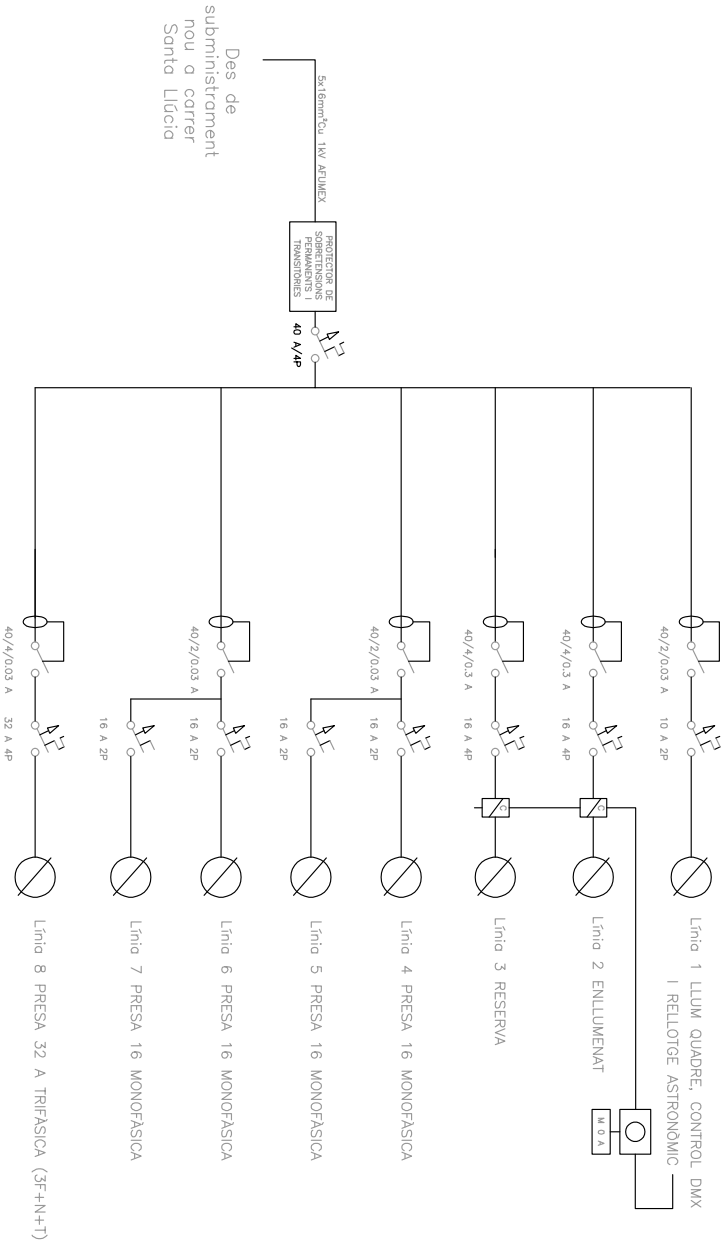 Des de
subministrament
nou a carrer
Santa Llúcia
5x16mm²Cu 1kV AFUMEX
PROTECTOR DE
SOBRETENSIONS
PERMANENTS I
TRANSITÒRIES
40 A/4P
40/2/0.03 A
10 A 2P
Línia 1 LLUM QUADRE, CONTROL DMX
I RELLOTGE ASTRONÒMIC
M O A
40/4/0.3 A
16 A 4P
C
Línia 2 ENLLUMENAT
40/4/0.3 A
16 A 4P
C
Línia 3 RESERVA
40/2/0.03 A
16 A 2P
Línia 4 PRESA 16 MONOFÀSICA
16 A 2P
Línia 5 PRESA 16 MONOFÀSICA
40/2/0.03 A
16 A 2P
Línia 6 PRESA 16 MONOFÀSICA
16 A 2P
Línia 7 PRESA 16 MONOFÀSICA
40/4/0.03 A
32 A 4P
Línia 8 PRESA 32 A TRIFÀSICA (3F+N+T)